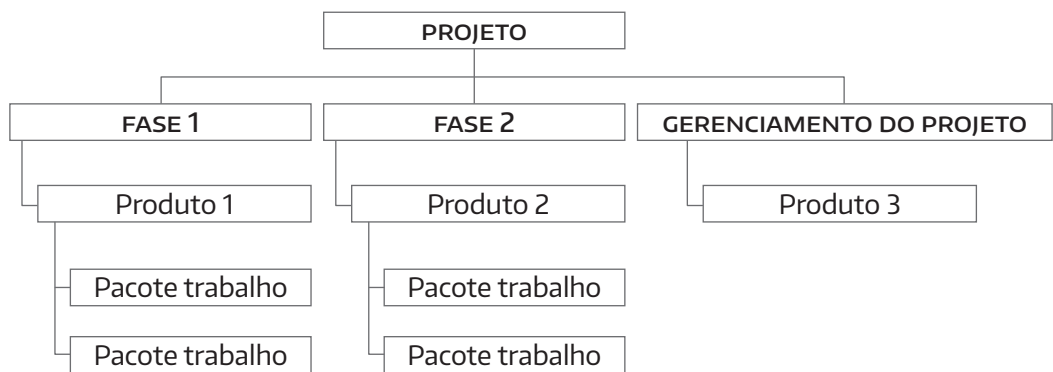 PROJETO
FASE 1
FASE 2
GERENCIAMENTO DO PROJETO
Produto 1
Produto 2
Produto 3
Pacote trabalho
Pacote trabalho
Pacote trabalho
Pacote trabalho